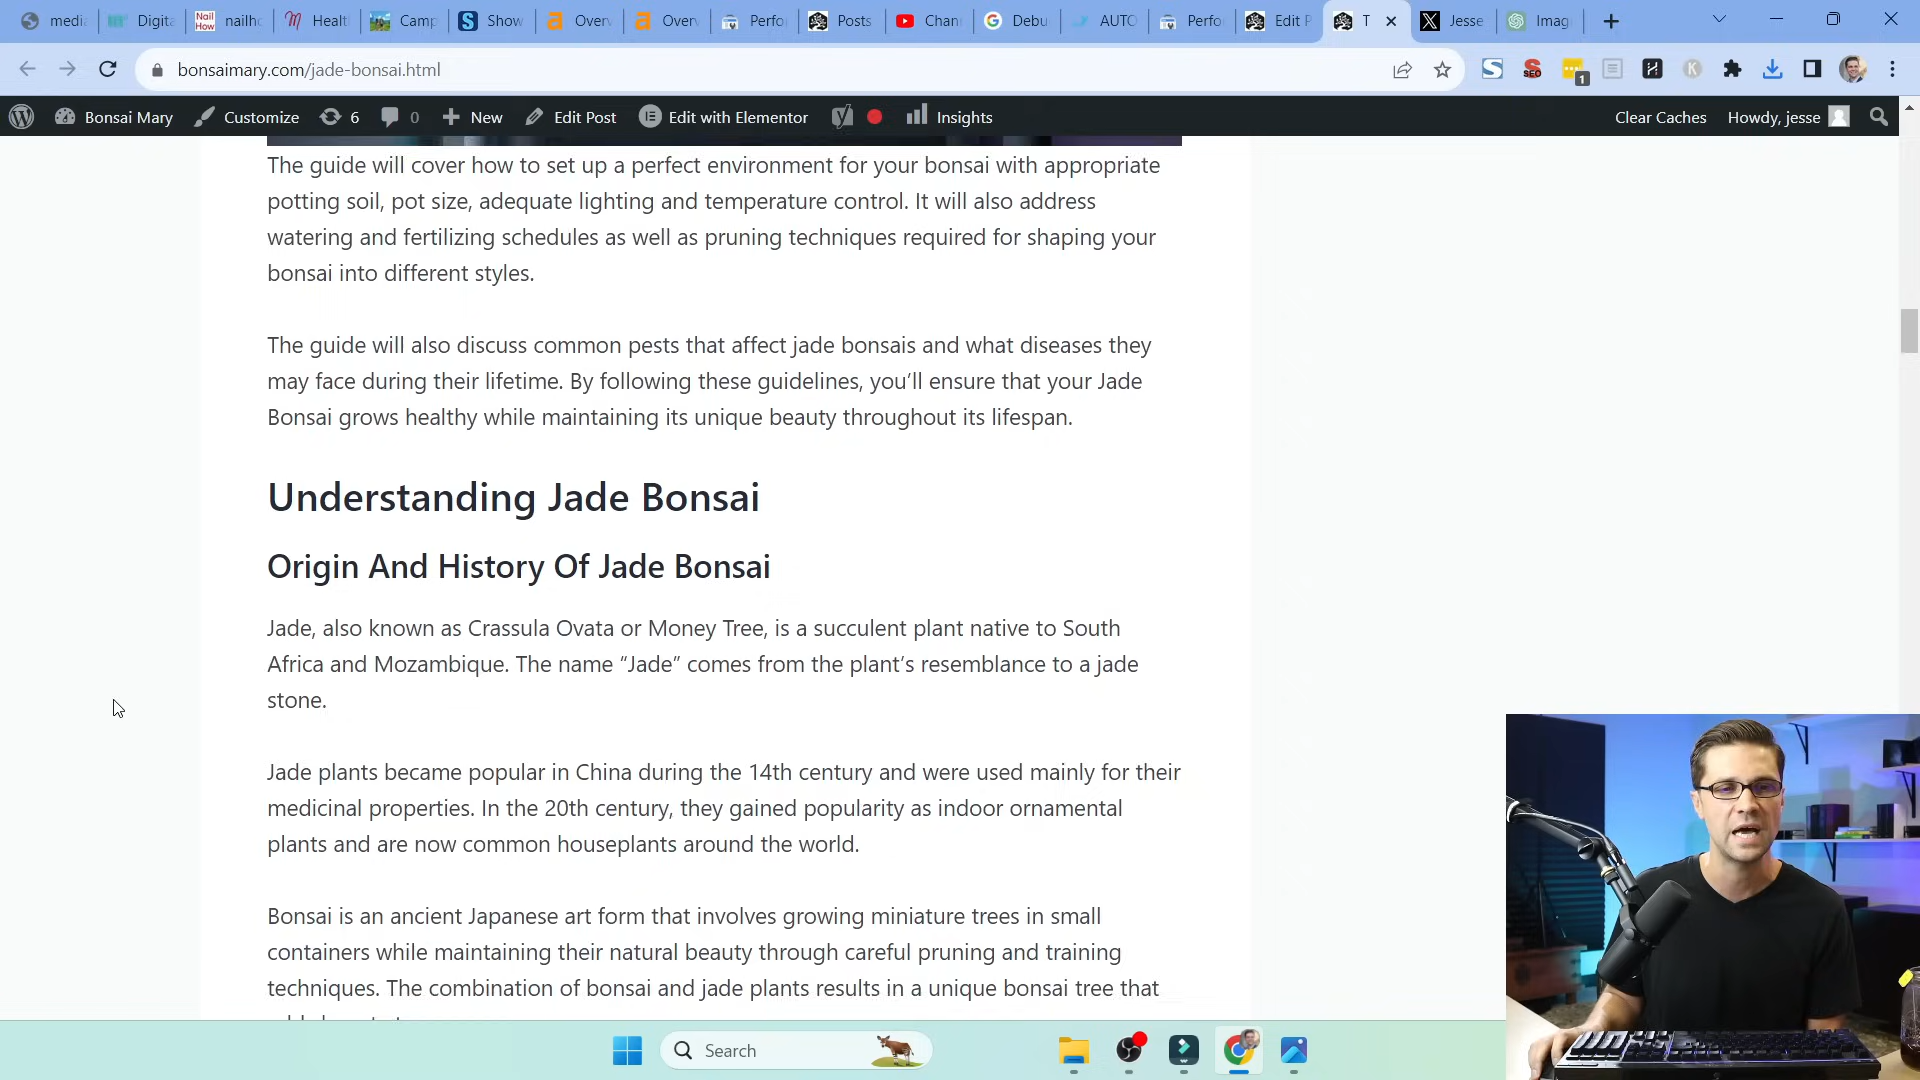 medi
Digita
Nail How
nailho
Healt
Camp
Show
Overv
Overv
Perfo
Posts
Chan
Debu
AUTO
Perfo
Edit P
T
Jesse
Imag
bonsaimary.com/jade-bonsai.html
SEO
1
Bonsai Mary
Customize
6
0
New
Edit Post
Edit with Elementor
Insights
Clear Caches
Howdy, jesse
The guide will cover how to set up a perfect environment for your bonsai with appropriate
potting soil, pot size, adequate lighting and temperature control. It will also address
watering and fertilizing schedules as well as pruning techniques required for shaping your
bonsai into different styles.
The guide will also discuss common pests that affect jade bonsais and what diseases they
may face during their lifetime. By following these guidelines, you’ll ensure that your Jade
Bonsai grows healthy while maintaining its unique beauty throughout its lifespan.
Understanding Jade Bonsai
Origin And History Of Jade Bonsai
Jade, also known as Crassula Ovata or Money Tree, is a succulent plant native to South
Africa and Mozambique. The name “Jade” comes from the plant’s resemblance to a jade
stone.
Jade plants became popular in China during the 14th century and were used mainly for their
medicinal properties. In the 20th century, they gained popularity as indoor ornamental
plants and are now common houseplants around the world.
Bonsai is an ancient Japanese art form that involves growing miniature trees in small
containers while maintaining their natural beauty through careful pruning and training
techniques. The combination of bonsai and jade plants results in a unique bonsai tree that
Search